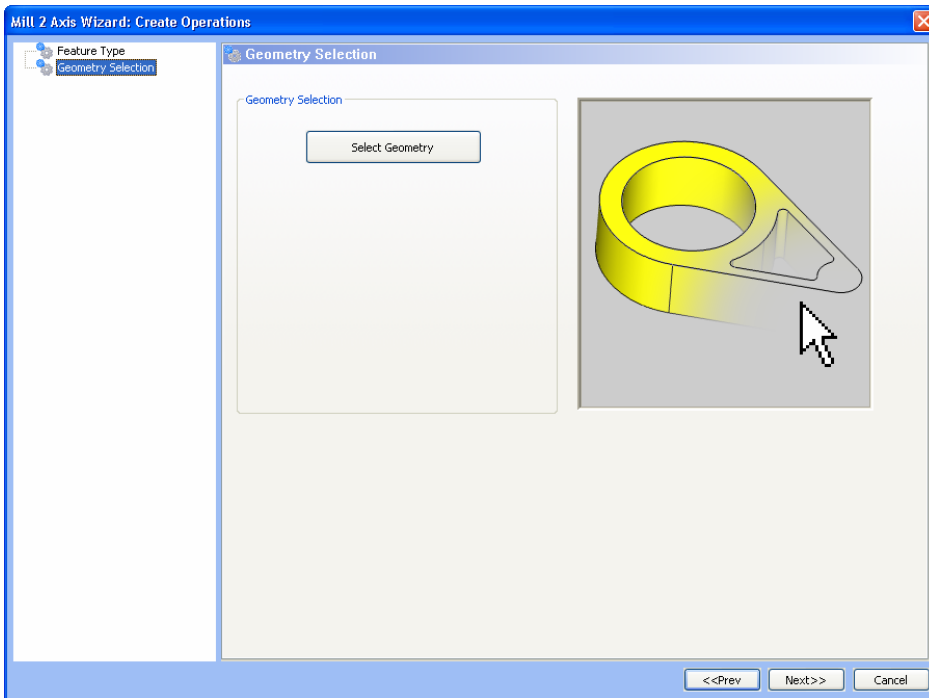 Mill 2 Axis Wizard: Create Operations
Feature Type
Geometry Selection
Geometry Selection
Geometry Selection
Select Geometry
<<Prev
Next>>
Cancel